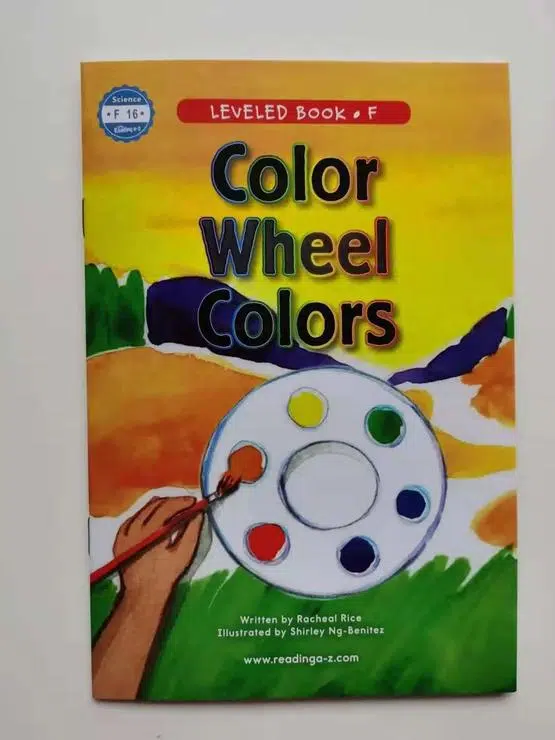 Science
F 16
Reading a-z
LEVELED BOOK • F
Color
Wheel
Colors
Written by Racheal Rice
Illustrated by Shirley Ng-Benitez
www.readinga-z.com